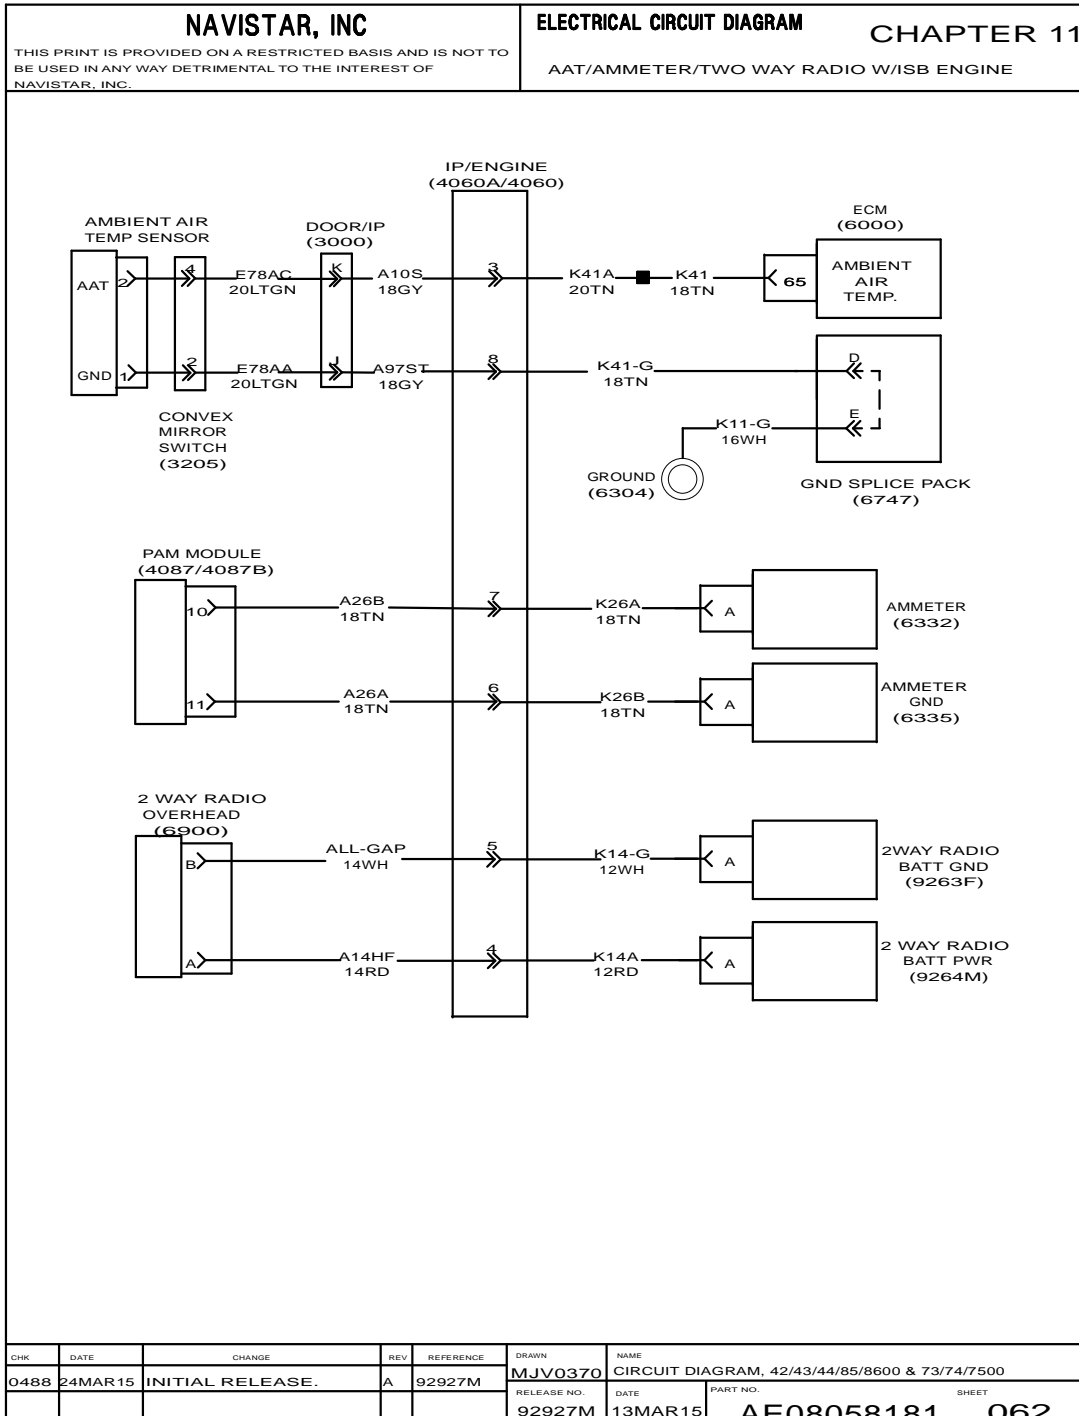 NAVISTAR, INC
THIS PRINT IS PROVIDED ON A RESTRICTED BASIS AND IS NOT TO
BE USED IN ANY WAY DETRIMENTAL TO THE INTEREST OF
NAVISTAR, INC.
ELECTRICAL CIRCUIT DIAGRAM
CHAPTER 11
AAT/AMMETER/TWO WAY RADIO W/ISB ENGINE
IP/ENGINE
(4060A/4060)
AMBIENT AIR
TEMP SENSOR
DOOR/IP
(3000)
ECM
(6000)
AAT
2
4
E78AC
20LTGN
K
A10S
18GY
3
K41A
20TN
K41
18TN
65
AMBIENT
AIR
TEMP.
GND
1
2
E78AA
20LTGN
J
A97ST
18GY
8
K41-G
18TN
D
E
K11-G
16WH
CONVEX
MIRROR
SWITCH
(3205)
GROUND
(6304)
GND SPLICE PACK
(6747)
PAM MODULE
(4087/4087B)
10
A26B
18TN
7
K26A
18TN
A
AMMETER
(6332)
11
A26A
18TN
6
K26B
18TN
A
AMMETER
GND
(6335)
2 WAY RADIO
OVERHEAD
(6900)
B
ALL-GAP
14WH
5
K14-G
12WH
A
2WAY RADIO
BATT GND
(9263F)
A
A14HF
14RD
4
K14A
12RD
A
2 WAY RADIO
BATT PWR
(9264M)
CHK DATE CHANGE REV REFERENCE
0488 24MAR15 INITIAL RELEASE. A 92927M
DRAWN
MJV0370
NAME
CIRCUIT DIAGRAM, 42/43/44/85/8600 & 73/74/7500
RELEASE NO.
92927M
DATE
13MAR15
PART NO.
AE08058181
SHEET
062